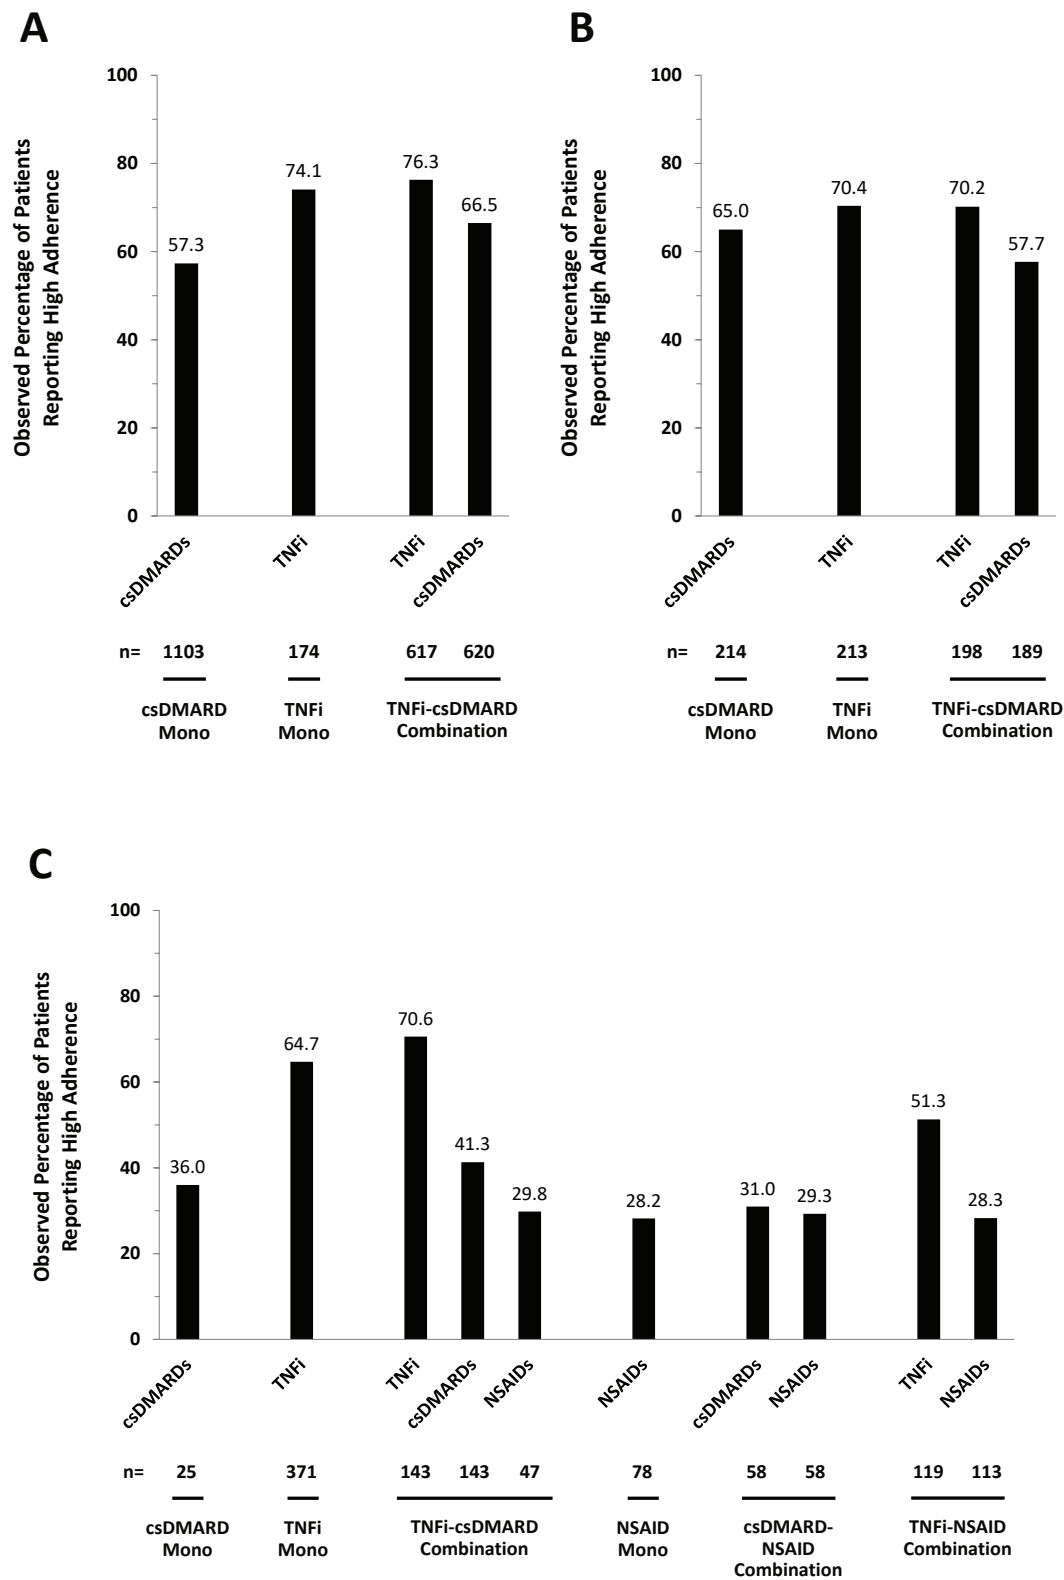 A
Observed Percentage of Patients
Reporting High Adherence
100
80
60
40
20
0
57.3
74.1
76.3
66.5
csDMARDs
TNFi
TNFi
csDMARDs
n= 1103 174 617 620
csDMARD
Mono
TNFi
Mono
TNFi-csDMARD
Combination
B
Observed Percentage of Patients
Reporting High Adherence
100
80
60
40
20
0
65.0
70.4
70.2
57.7
csDMARDs
TNFi
TNFi
csDMARDs
n= 214 213 198 189
csDMARD
Mono
TNFi
Mono
TNFi-csDMARD
Combination
C
Observed Percentage of Patients
Reporting High Adherence
100
80
60
40
20
0
36.0
64.7
70.6
41.3
29.8
28.2
31.0
29.3
51.3
28.3
csDMARDs
TNFi
TNFi
csDMARDs
NSAIDs
NSAIDs
csDMARDs
NSAIDs
TNFi
NSAIDs
n= 25 371 143 143 47 78 58 58 119 113
csDMARD
Mono
TNFi
Mono
TNFi-csDMARD
Combination
NSAID
Mono
csDMARD-
NSAID
Combination
TNFi-NSAID
Combination